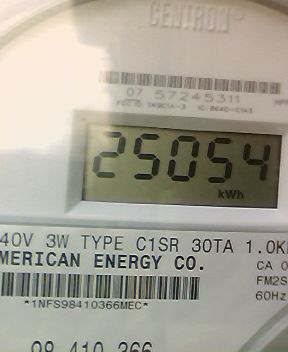 CENTRON®
07 57245311
25054
kWh
40V 3W TYPE C1SR 30TA 1.0K
MERICAN ENERGY CO.
CA 0
FM2S
*1NFS98410366MEC*
60Hz
98 410 366